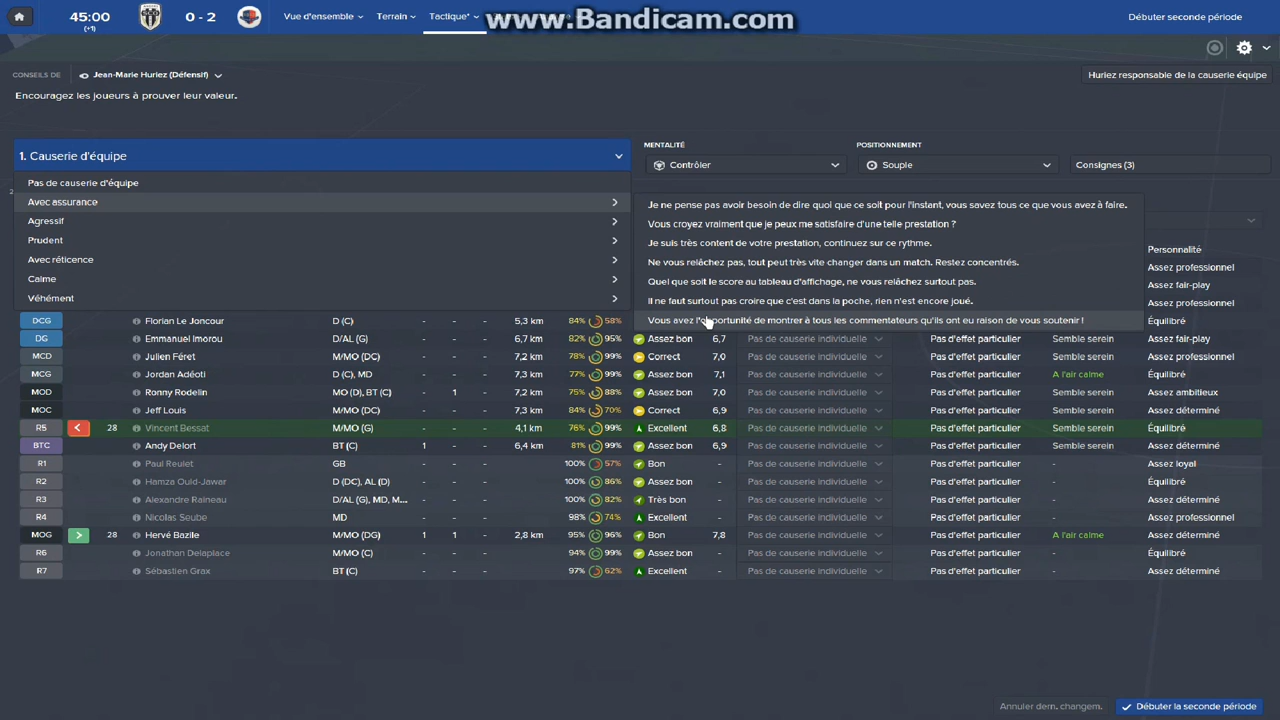 45:00
(+1)
0 - 2
Vue d'ensemble
Terrain
Tactique*
www.Bandicam.com
Débuter seconde période
CONSEILS DE
Jean-Marie Huriez (Défensif)
Huriez responsable de la causerie équipe
Encouragez les joueurs à prouver leur valeur.
1. Causerie d'équipe
MENTALITÉ
POSITIONNEMENT
Contrôler
Souple
Consignes (3)
Pas de causerie d'équipe
Avec assurance
Agressif
Prudent
Avec réticence
Calme
Véhément
Je ne pense pas avoir besoin de dire quoi que ce soit pour l'instant, vous savez tous ce que vous avez à faire.
Vous croyez vraiment que je peux me satisfaire d'une telle prestation ?
Je suis très content de votre prestation, continuez sur ce rythme.
Ne vous relâchez pas, tout peut très vite changer dans un match. Restez concentrés.
Quel que soit le score au tableau d'affichage, ne vous relâchez surtout pas.
Il ne faut surtout pas croire que c'est dans la poche, rien n'est encore joué.
Vous avez l'opportunité de montrer à tous les commentateurs qu'ils ont eu raison de vous soutenir !
Personnalité
Assez professionnel
Assez fair-play
Assez professionnel
DCG Florian Le Joncour D (C) - - - 5,3 km 84% 58% Équilibré
DG Emmanuel Imorou D/AL (G) - - - 6,7 km 82% 95% Assez bon 6,7 Pas de causerie individuelle Pas d'effet particulier Semble serein Assez fair-play
MCD Julien Féret M/MO (DC) - - - 7,2 km 78% 99% Correct 7,0 Pas de causerie individuelle Pas d'effet particulier Semble serein Assez professionnel
MCG Jordan Adéoti D (C), MD - - - 7,3 km 77% 99% Assez bon 7,1 Pas de causerie individuelle Pas d'effet particulier A l'air calme Équilibré
MOD Ronny Rodelin MO (D), BT (C) - 1 - 7,2 km 75% 88% Assez bon 7,0 Pas de causerie individuelle Pas d'effet particulier Semble serein Assez ambitieux
MOC Jeff Louis M/MO (DC) - - - 7,3 km 84% 70% Correct 6,9 Pas de causerie individuelle Pas d'effet particulier Semble serein Assez déterminé
R5 28 Vincent Bessat M/MO (G) - - - 4,1 km 76% 99% Excellent 6,8 Pas de causerie individuelle Pas d'effet particulier Semble serein Équilibré
BTC Andy Delort BT (C) 1 - - 6,4 km 81% 99% Assez bon 6,9 Pas de causerie individuelle Pas d'effet particulier Semble serein Assez déterminé
R1 Paul Reulet GB - - - 100% 57% Bon - Pas de causerie individuelle Pas d'effet particulier - Assez loyal
R2 Hamza Ould-Jawar D (DC), AL (D) - - - 100% 86% Assez bon - Pas de causerie individuelle Pas d'effet particulier - Équilibré
R3 Alexandre Raineau D/AL (G), MD, M... - - - 100% 82% Très bon - Pas de causerie individuelle Pas d'effet particulier - Assez déterminé
R4 Nicolas Seube MD - - - 98% 74% Excellent - Pas de causerie individuelle Pas d'effet particulier - Assez professionnel
MOG 28 Hervé Bazile M/MO (DG) 1 1 - 2,8 km 95% 96% Bon 7,8 Pas de causerie individuelle Pas d'effet particulier A l'air calme Assez déterminé
R6 Jonathan Delaplace M/MO (C) - - - 94% 99% Assez bon - Pas de causerie individuelle Pas d'effet particulier - Équilibré
R7 Sébastien Grax BT (C) - - - 97% 62% Excellent - Pas de causerie individuelle Pas d'effet particulier - Assez déterminé
Annuler dern. changem.
Débuter la seconde période